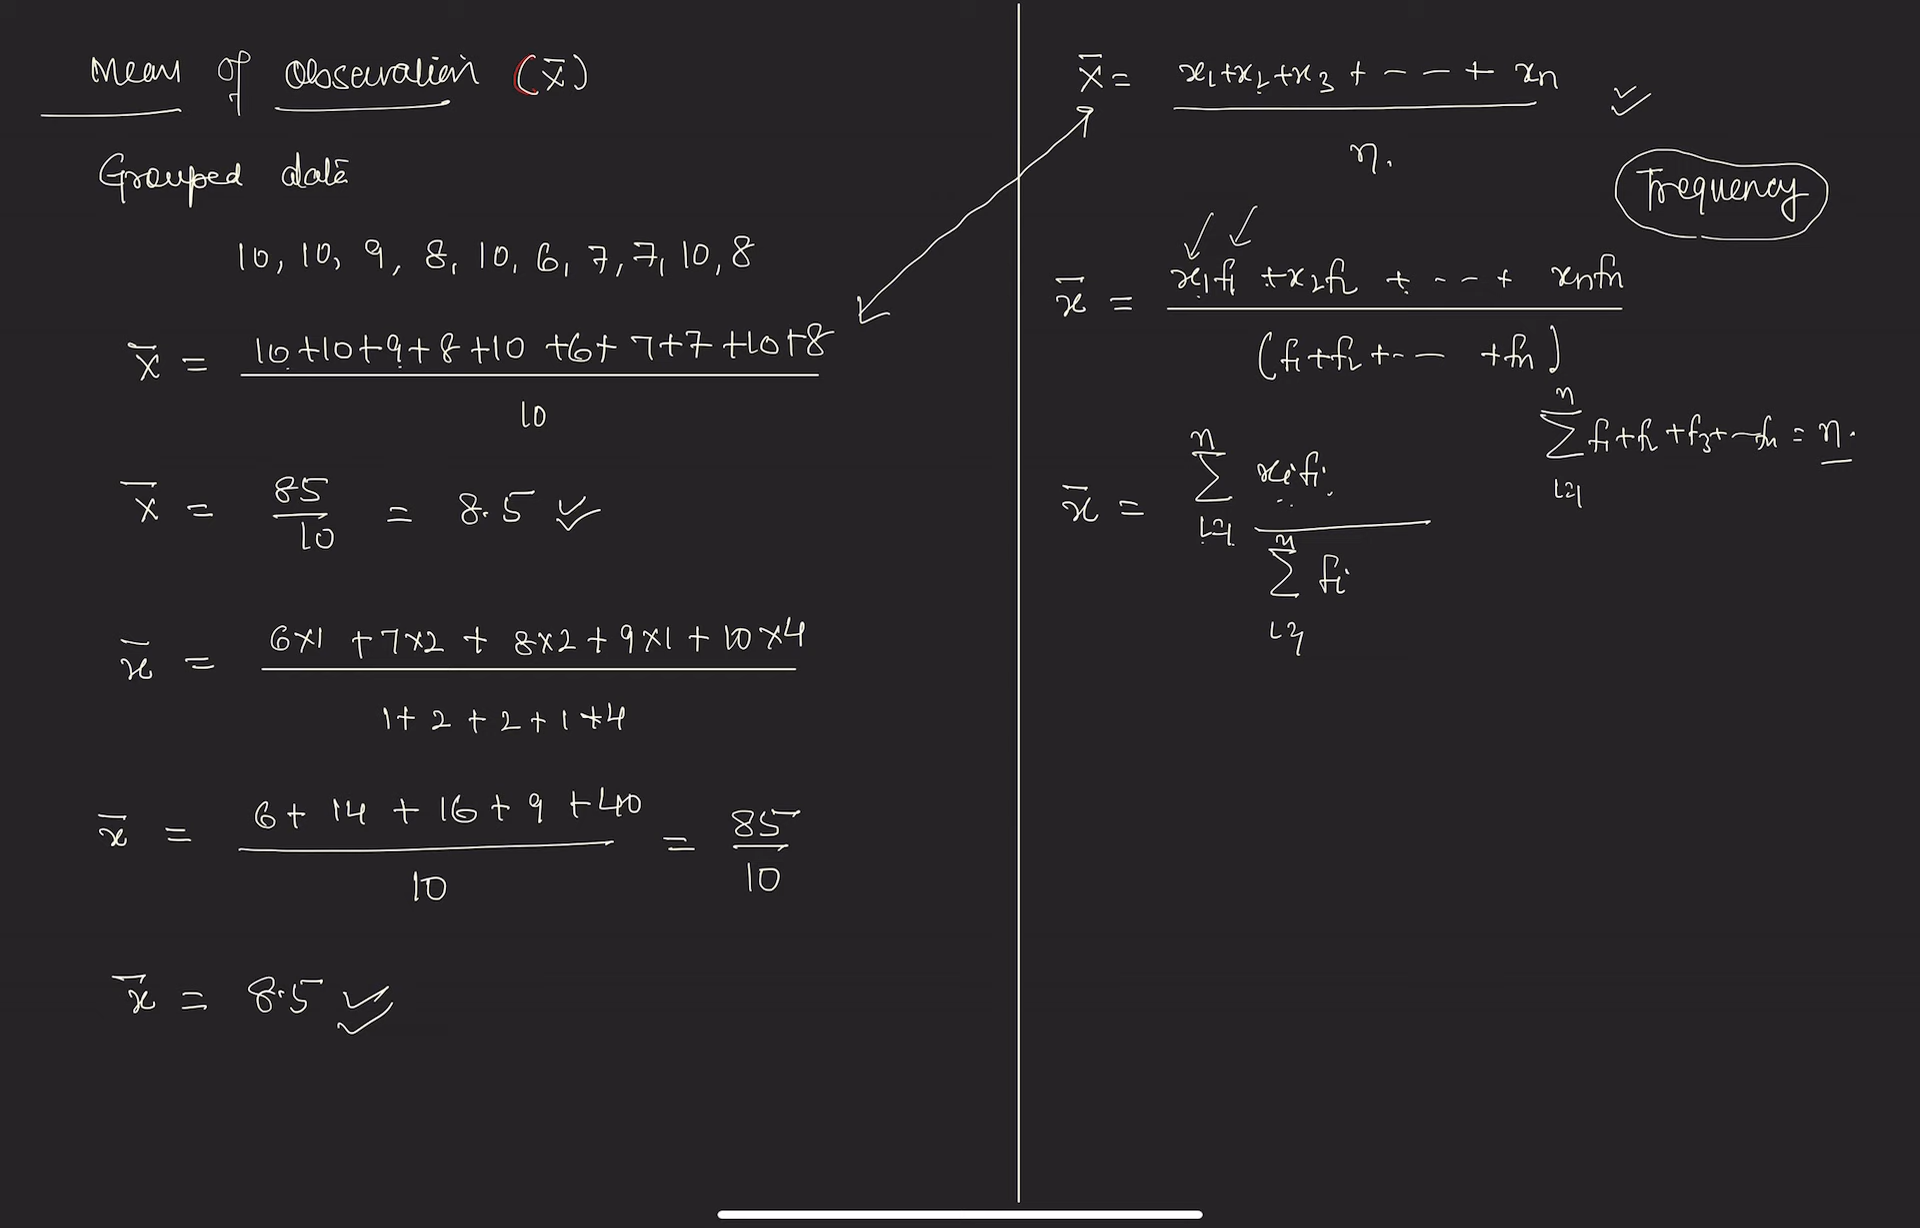 Mean of observation (x̄)
Grouped data
10, 10, 9, 8, 10, 6, 7, 7, 10, 8
x̄ = 10+10+9+8+10+6+7+7+10+8
10
x̄ = 85/10 = 8.5 ✓
x̄ = 6×1 + 7×2 + 8×2 + 9×1 + 10×4
1+2+2+1+4
x̄ = 6+14+16+9+40 / 10 = 85/10
x̄ = 8.5 ✓
x̄ = x₁+x₂+x₃+ - - - + xₙ
n.
Frequency
x̄ = x₁f₁ + x₂f₂ + - - - + xₙfₙ
(f₁+f₂+ - - - +fₙ)
n
∑ f₁+f₂+f₃+ - - fₙ = n.
i=1
n
x̄ = ∑ xᵢfᵢ
i=1
n
∑ fᵢ
i=1